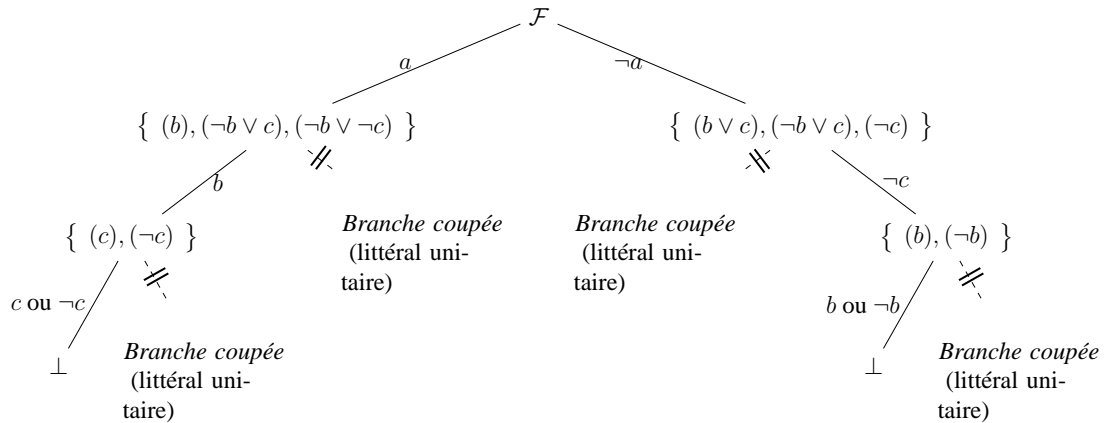 𝓕
a
¬a
{ (b), (¬b ∨ c), (¬b ∨ ¬c) }
{ (b ∨ c), (¬b ∨ c), (¬c) }
b
¬c
Branche coupée
(littéral uni-
taire)
Branche coupée
(littéral uni-
taire)
{ (c), (¬c) }
{ (b), (¬b) }
c ou ¬c
b ou ¬b
⊥
Branche coupée
(littéral uni-
taire)
⊥
Branche coupée
(littéral uni-
taire)